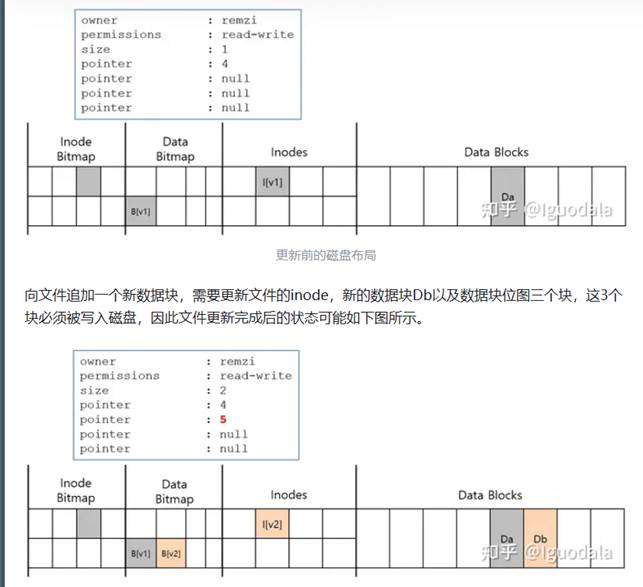 owner : remzi
permissions : read-write
size : 1
pointer : 4
pointer : null
pointer : null
pointer : null
Inode Bitmap
Data Bitmap
Inodes
Data Blocks
I[v1]
Da
B[v1]
知乎 @Iguodala
更新前的磁盘布局
向文件追加一个新数据块，需要更新文件的inode，新的数据块Db以及数据块位图三个块，这3个
块必须被写入磁盘，因此文件更新完成后的状态可能如下图所示。
owner : remzi
permissions : read-write
size : 2
pointer : 4
pointer : 5
pointer : null
pointer : null
Inode Bitmap
Data Bitmap
Inodes
Data Blocks
I[v2]
Da
Db
B[v1]
B[v2]
知乎 @Iguodala